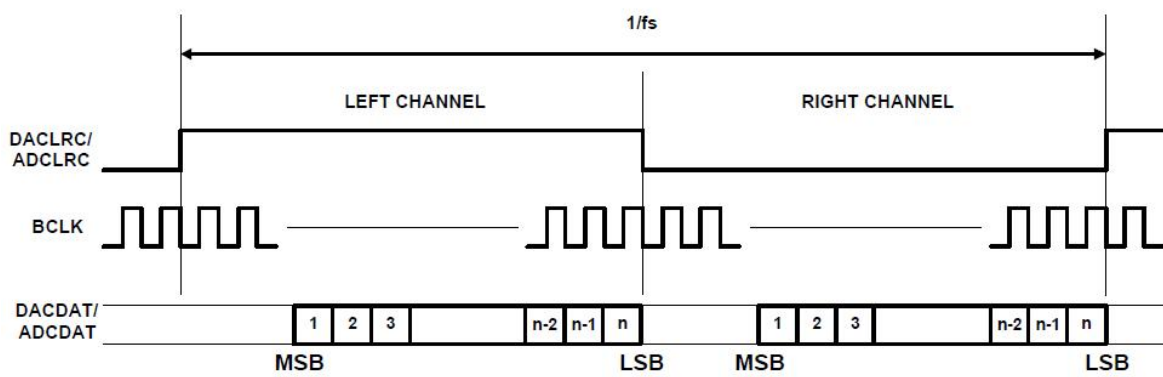 1/fs
LEFT CHANNEL RIGHT CHANNEL
DACLRC/
ADCLRC
BCLK
DACDAT/
ADCDAT
1 2 3 n-2 n-1 n 1 2 3 n-2 n-1 n
MSB LSB MSB LSB